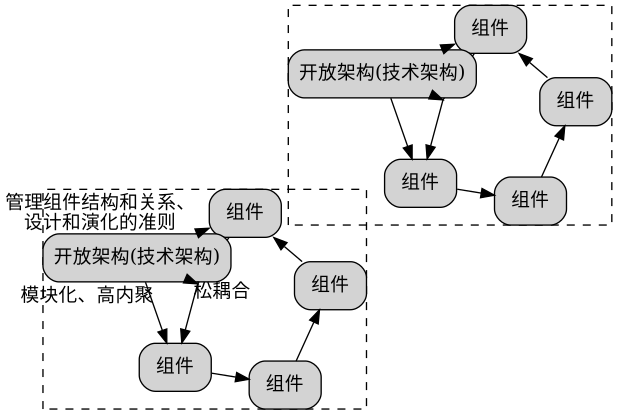 组件
开放架构(技术架构)
组件
组件
组件
管理组件结构和关系、
设计和演化的准则
组件
开放架构(技术架构)
模块化、高内聚
松耦合
组件
组件
组件